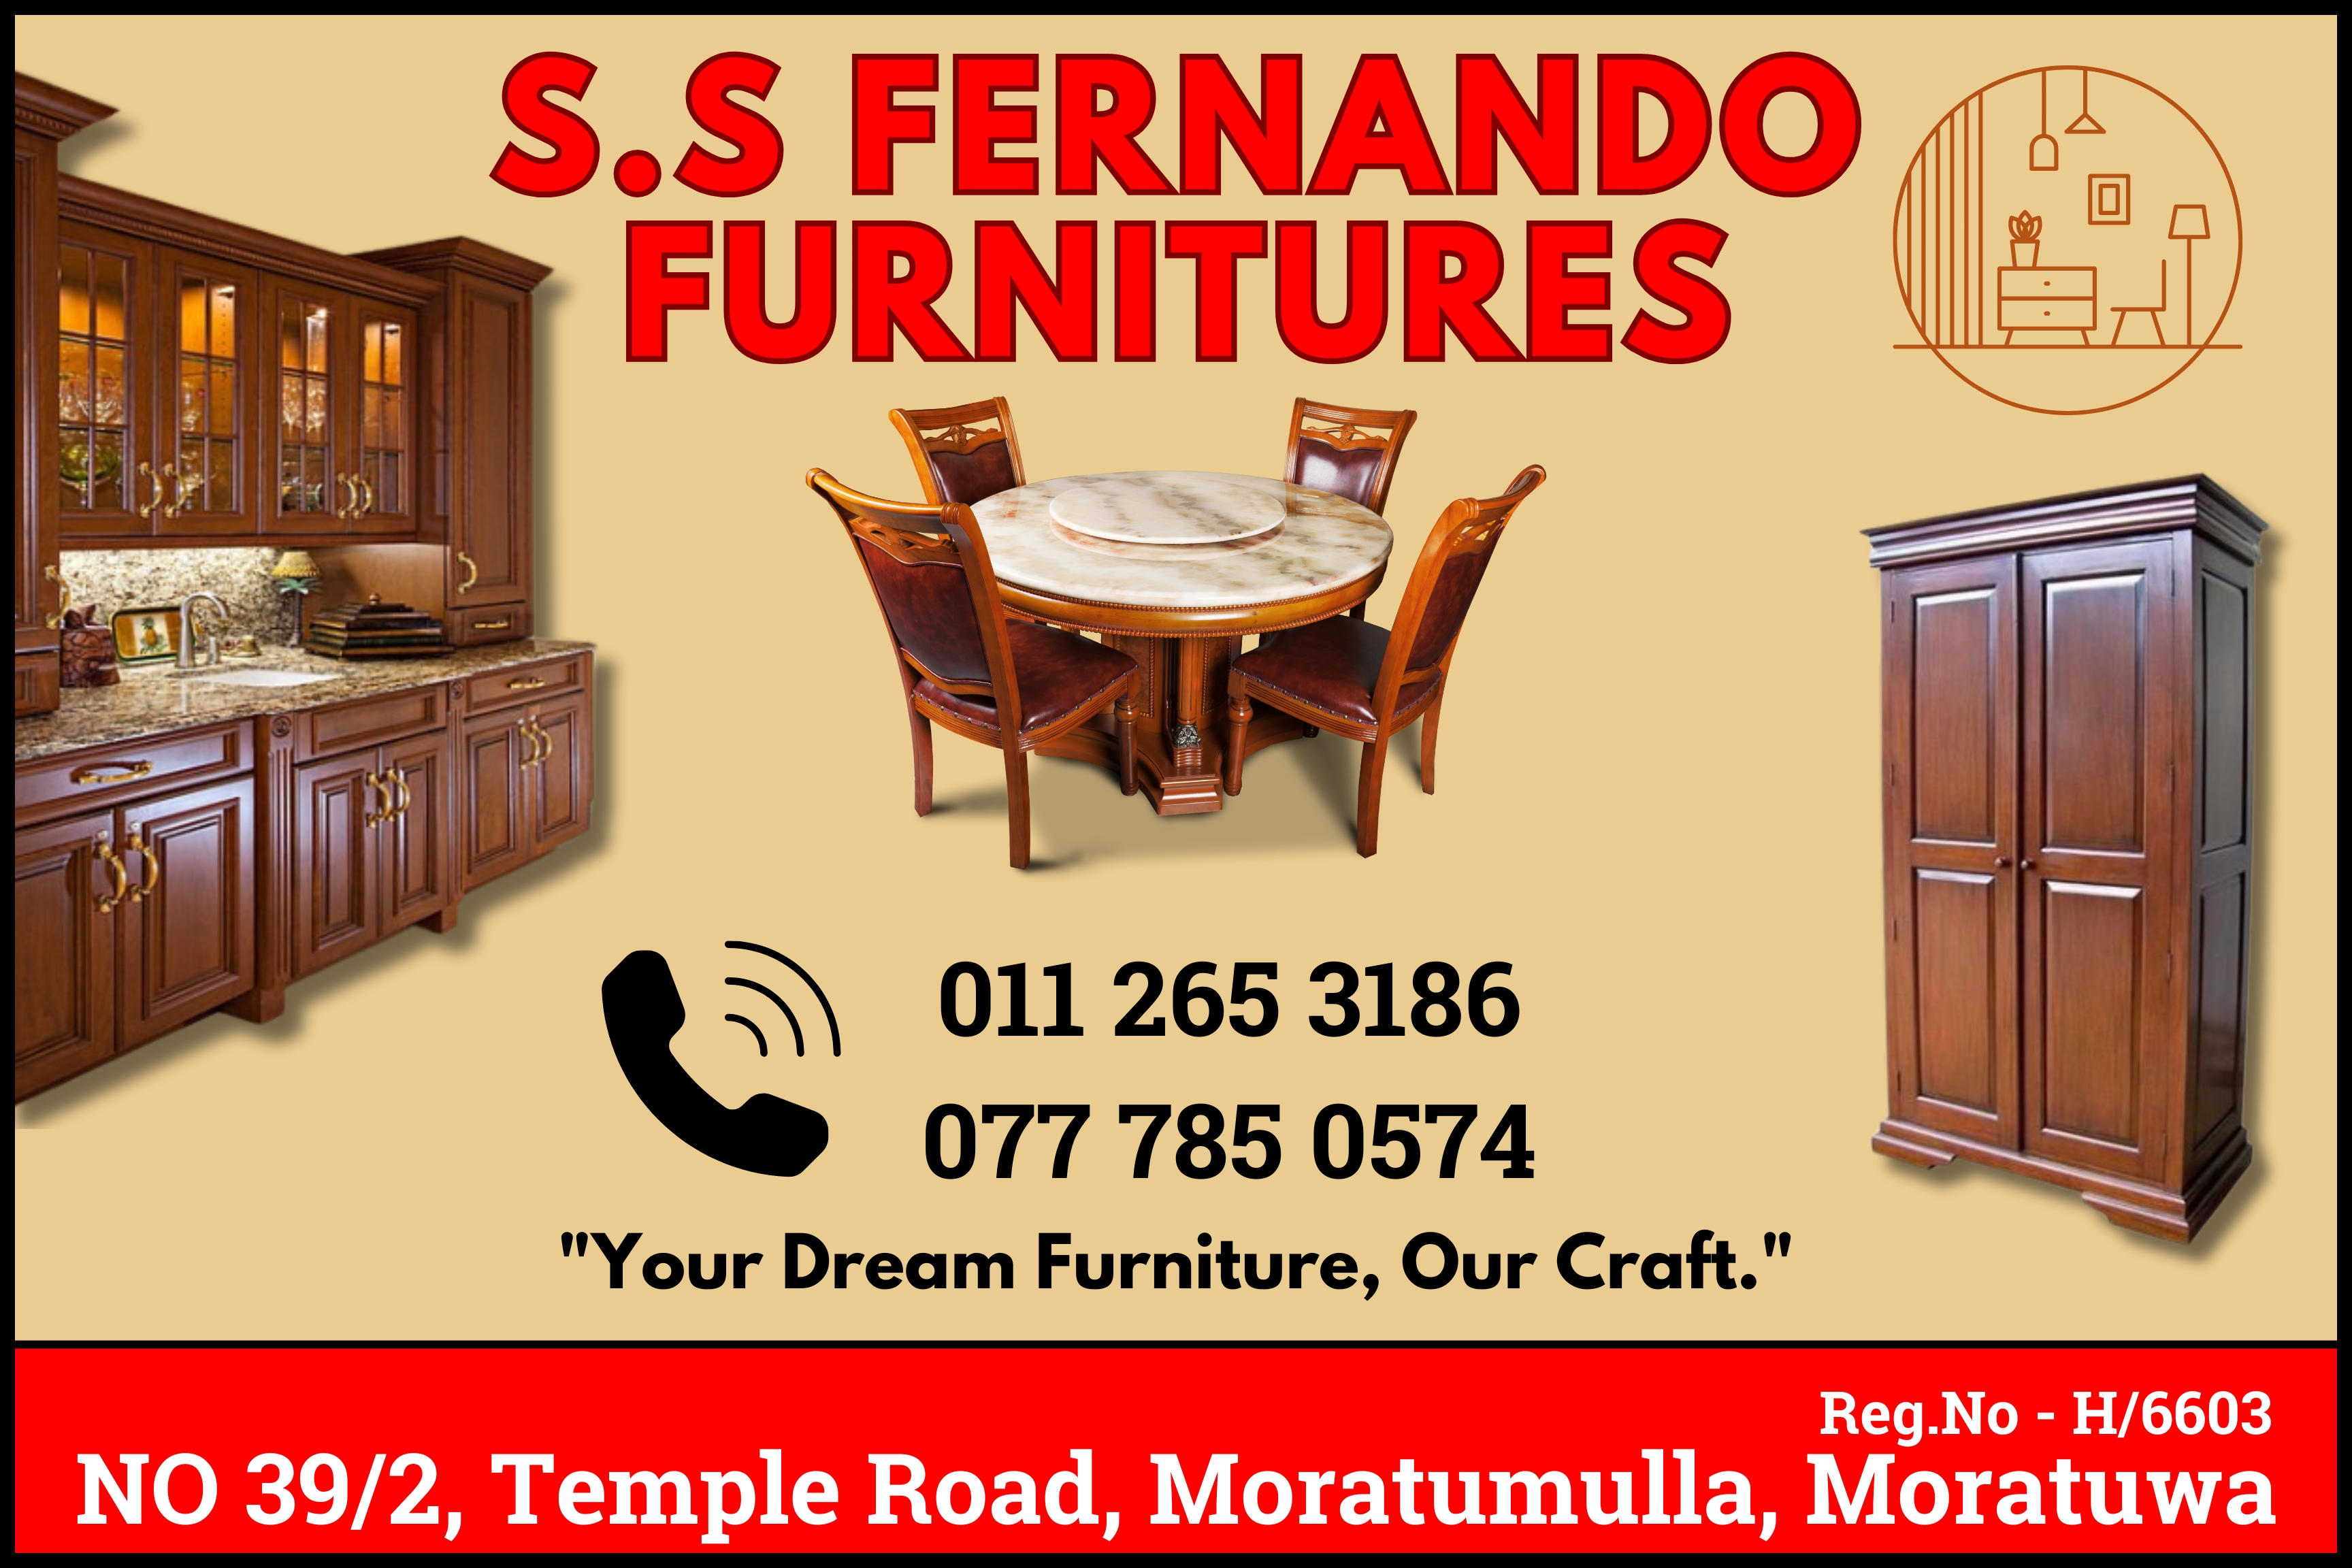 S.S FERNANDO
FURNITURES
011 265 3186
077 785 0574
"Your Dream Furniture, Our Craft."
Reg.No - H/6603
NO 39/2, Temple Road, Moratumulla, Moratuwa